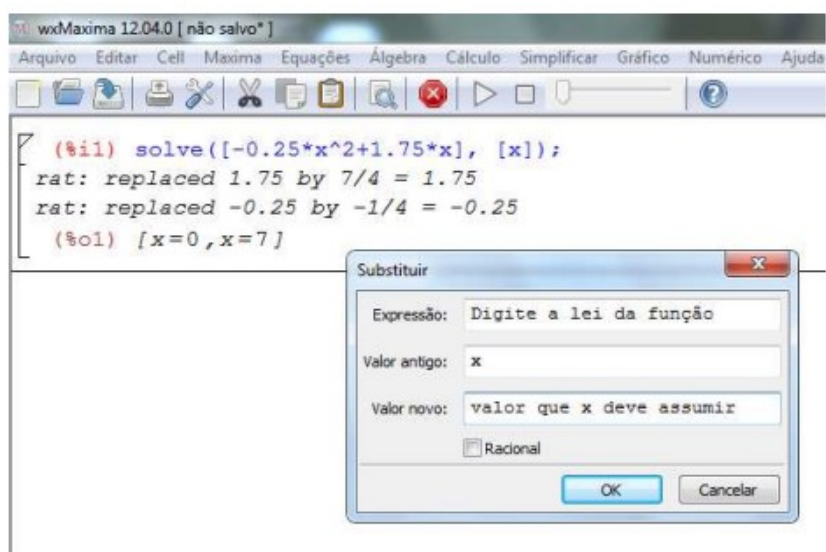 wxMaxima 12.04.0 [ não salvo* ]
Arquivo Editar Cell Maxima Equações Álgebra Cálculo Simplificar Gráfico Numérico Ajuda
(%i1) solve([-0.25*x^2+1.75*x], [x]);
rat: replaced 1.75 by 7/4 = 1.75
rat: replaced -0.25 by -1/4 = -0.25
(%o1) [x=0,x=7]
Substituir
Expressão: Digite a lei da função
Valor antigo: x
Valor novo: valor que x deve assumir
Racional
OK Cancelar